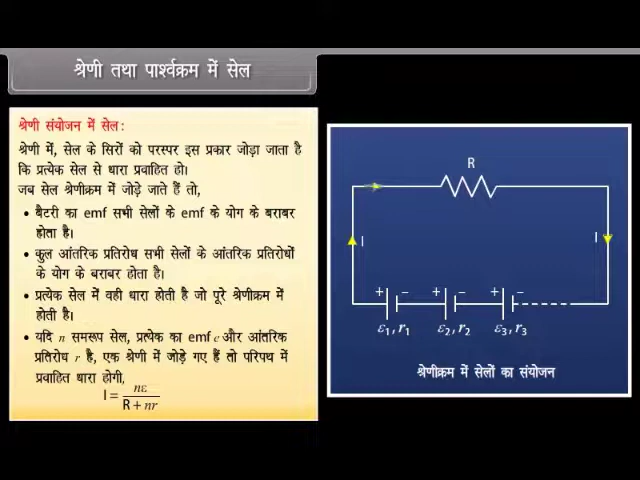 श्रेणी तथा पार्श्वक्रम में सेल
श्रेणी संयोजन में सेल:
श्रेणी में, सेल के सिरों को परस्पर इस प्रकार जोड़ा जाता है
कि प्रत्येक सेल से धारा प्रवाहित हो।
जब सेल श्रेणीक्रम में जोड़े जाते हैं तो,
• बैटरी का emf सभी सेलों के emf के योग के बराबर
होता है।
• कुल आंतरिक प्रतिरोध सभी सेलों के आंतरिक प्रतिरोधों
के योग के बराबर होता है।
• प्रत्येक सेल में वही धारा होती है जो पूरे श्रेणीक्रम में
होती है।
• यदि n समरूप सेल, प्रत्येक का emf ε और आंतरिक
प्रतिरोध r है, एक श्रेणी में जोड़े गए हैं तो परिपथ में
प्रवाहित धारा होगी,
I = nε / R + nr
R
I
I
+ − + − + −
ε1, r1 ε2, r2 ε3, r3
श्रेणीक्रम में सेलों का संयोजन